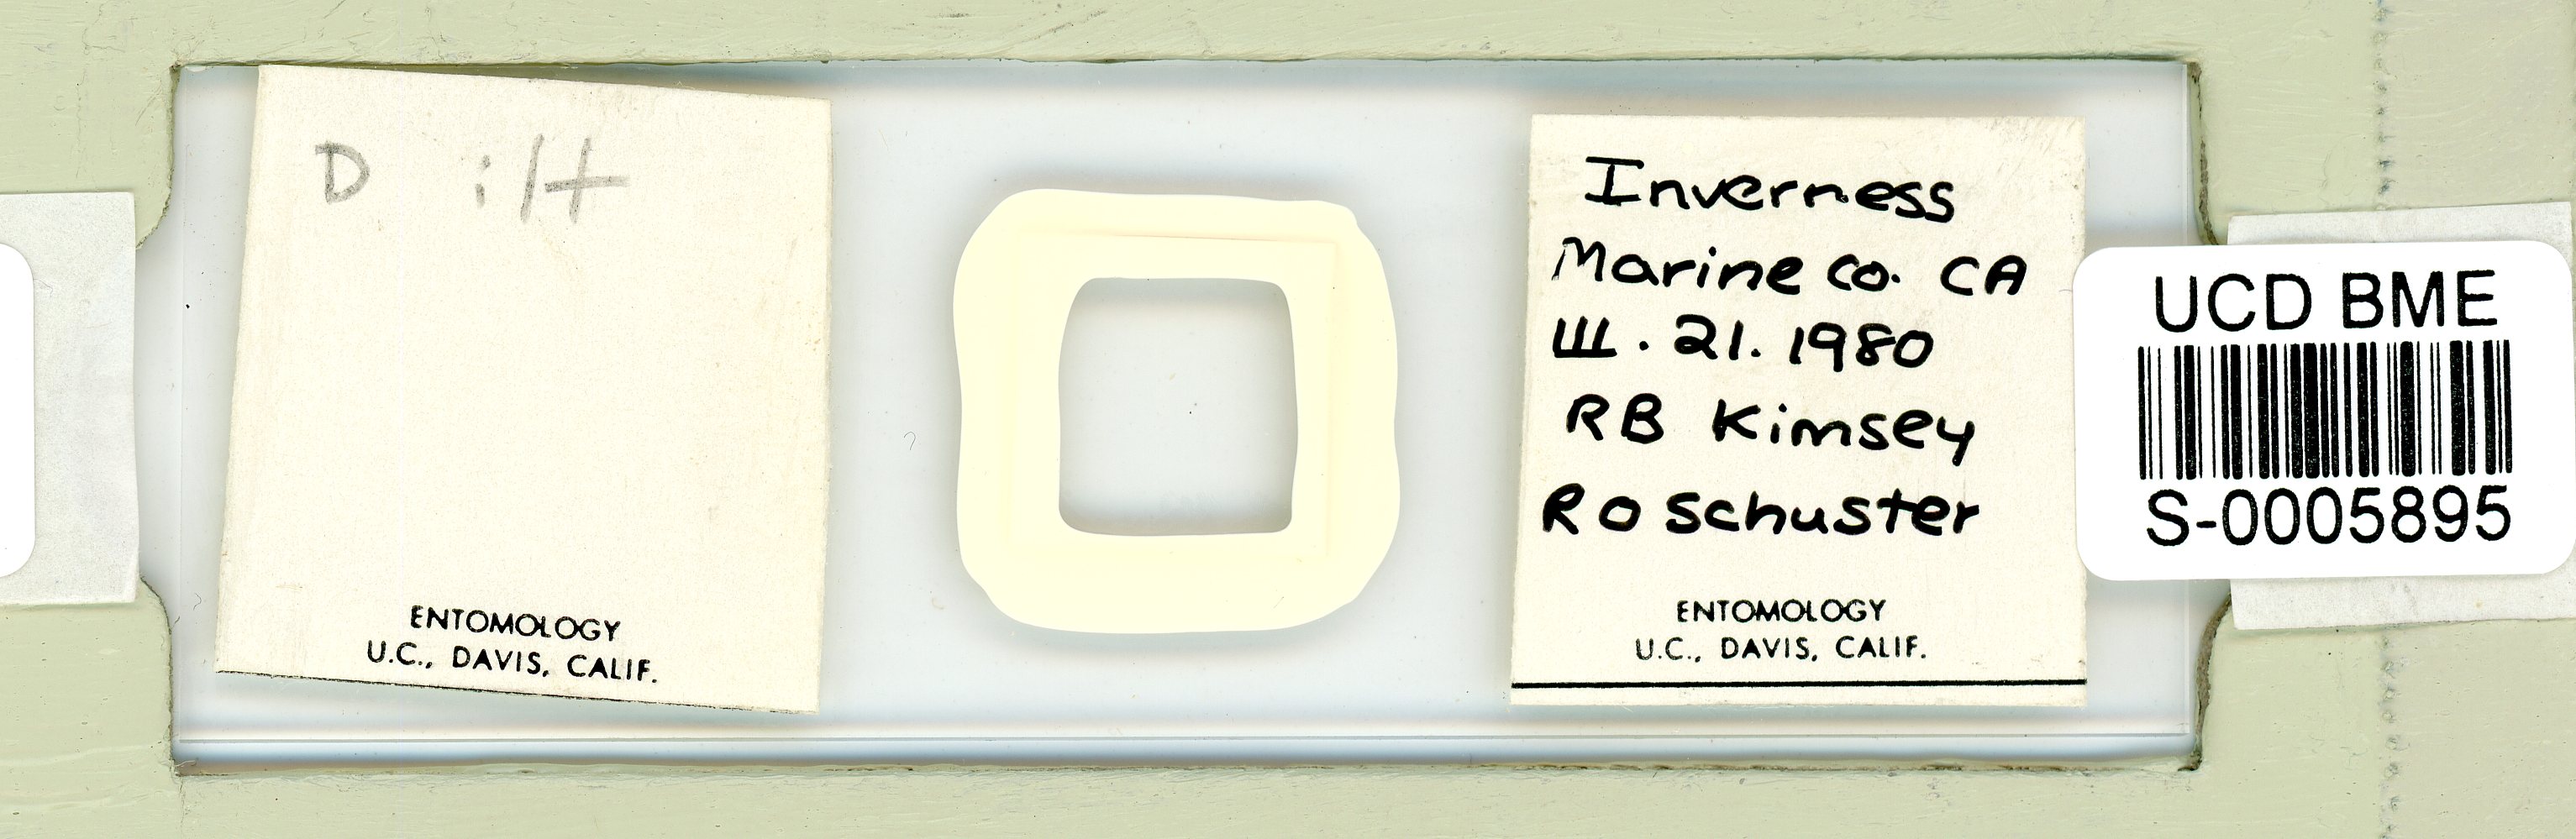 D ilt
ENTOMOLOGY
U.C., DAVIS, CALIF.
Inverness
Marine Co. CA
III. 21. 1980
RB Kimsey
RO Schuster
ENTOMOLOGY
U.C., DAVIS, CALIF.
UCD BME
S-0005895